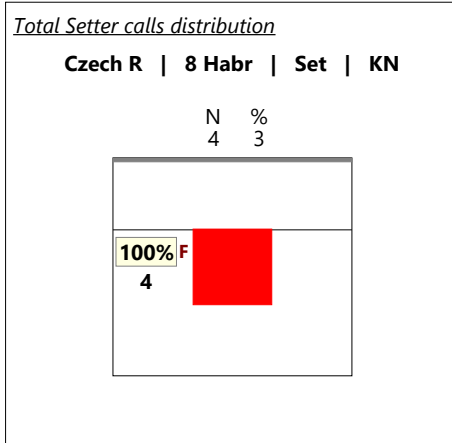 Total Setter calls distribution
Czech R | 8 Habr | Set | KN
N %
4 3
100% F
4